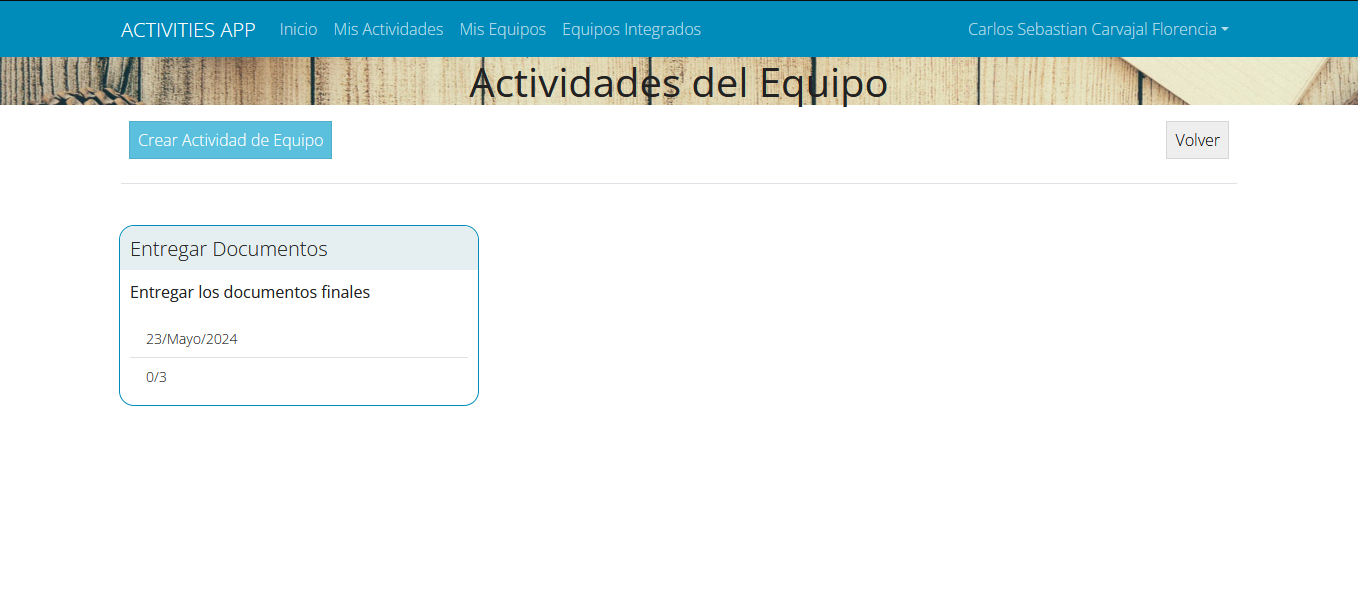 ACTIVITIES APP Inicio Mis Actividades Mis Equipos Equipos Integrados Carlos Sebastian Carvajal Florencia
Actividades del Equipo
Crear Actividad de Equipo Volver
Entregar Documentos
Entregar los documentos finales
23/Mayo/2024
0/3